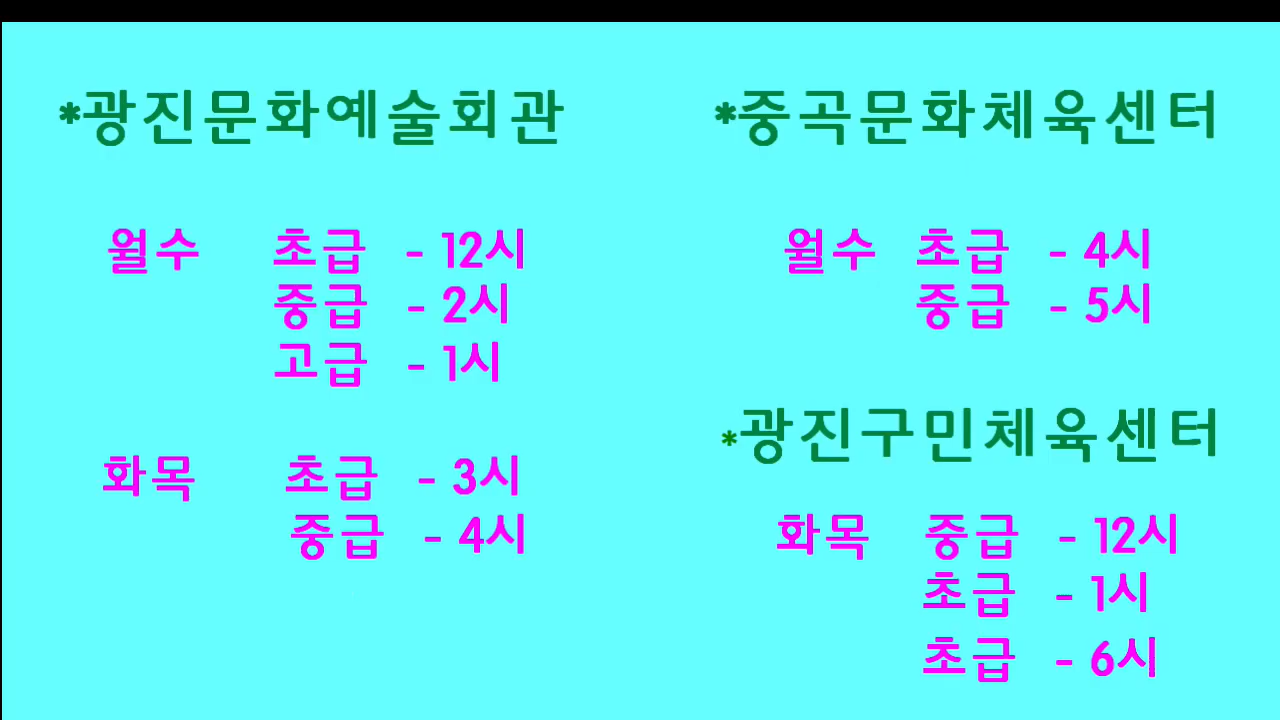 *광진문화예술회관
월수 초급 - 12시
중급 - 2시
고급 - 1시
화목 초급 - 3시
중급 - 4시
*중곡문화체육센터
월수 초급 - 4시
중급 - 5시
*광진구민체육센터
화목 중급 - 12시
초급 - 1시
초급 - 6시